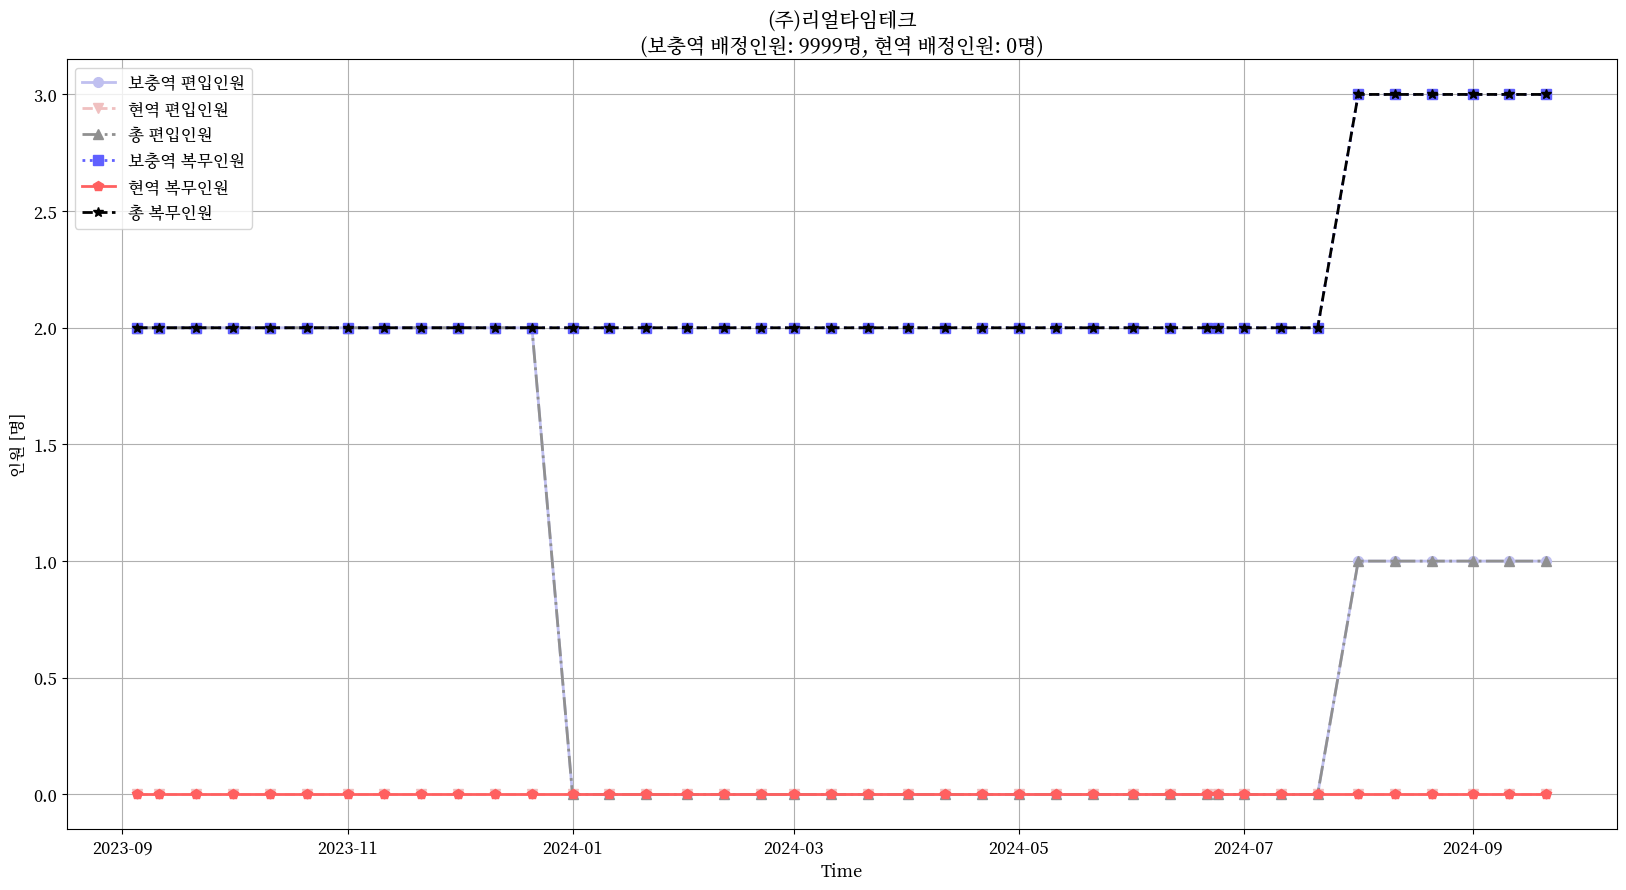 (주)리얼타임테크
(보충역 배정인원: 9999명, 현역 배정인원: 0명)
보충역 편입인원
현역 편입인원
총 편입인원
보충역 복무인원
현역 복무인원
총 복무인원
3.0
2.5
2.0
1.5
1.0
0.5
0.0
인원 [명]
2023-09
2023-11
2024-01
2024-03
2024-05
2024-07
2024-09
Time